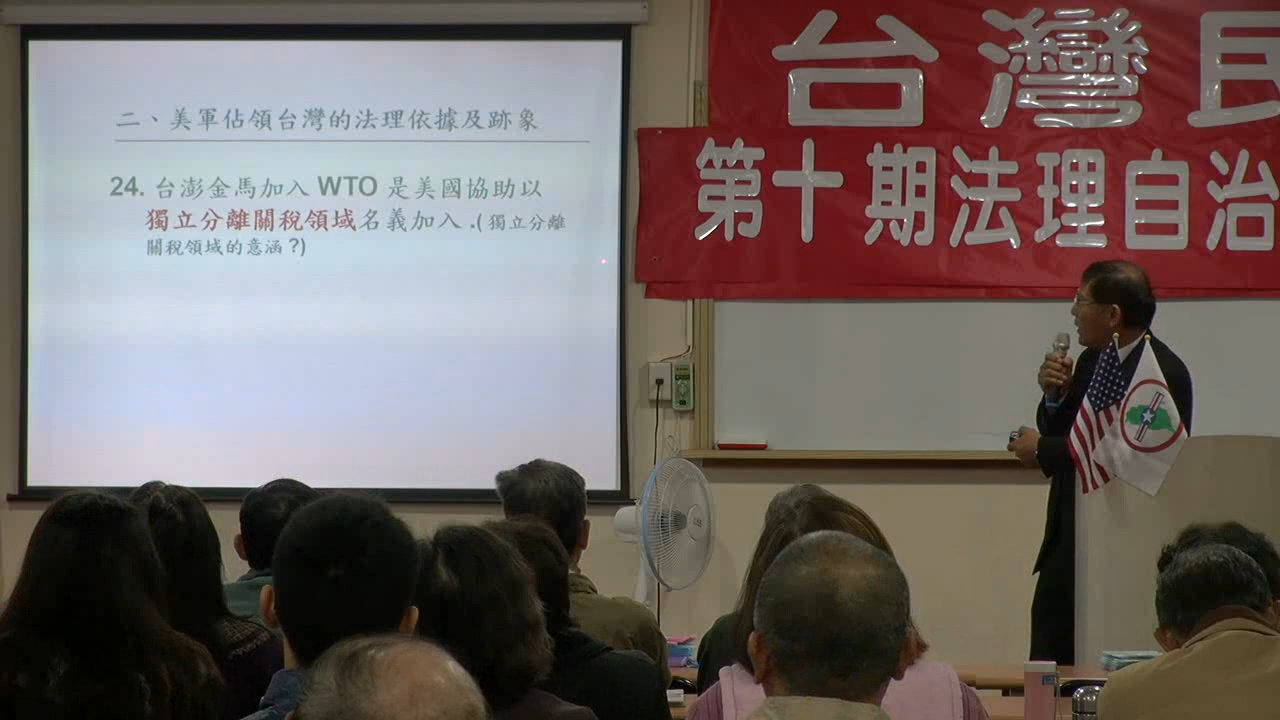 二、美軍佔領台灣的法理依據及跡象
24. 台澎金馬加入 WTO 是美國協助以
獨立分離關稅領域名義加入 .( 獨立分離
關稅領域的意涵 ?)
台灣民
第十期法理自治